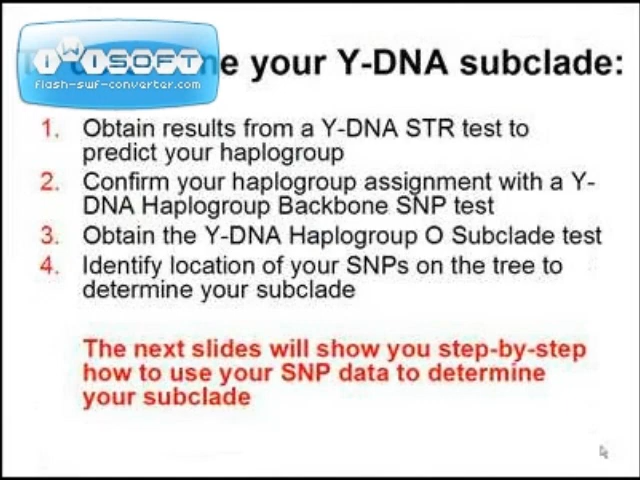 iWiSOFT
flash-swf-converter.com
ne your Y-DNA subclade:
1. Obtain results from a Y-DNA STR test to
predict your haplogroup
2. Confirm your haplogroup assignment with a Y-
DNA Haplogroup Backbone SNP test
3. Obtain the Y-DNA Haplogroup O Subclade test
4. Identify location of your SNPs on the tree to
determine your subclade
The next slides will show you step-by-step
how to use your SNP data to determine
your subclade